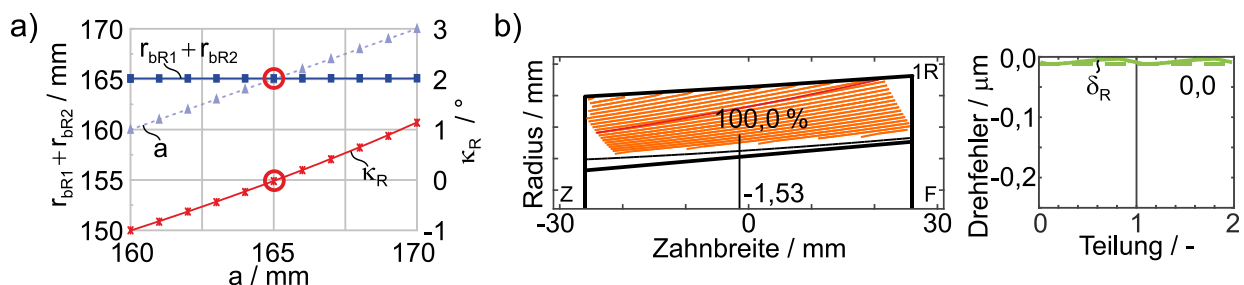 a)
r_bR1 + r_bR2 / mm
170
165
160
155
150
r_bR1 + r_bR2
a
κ_R
3
2
1
0
-1
κ_R / °
160
165
170
a / mm
b)
Radius / mm
1R
100,0 %
-1,53
Z
F
-30
0
30
Zahnbreite / mm
Drehfehler / μm
0,0
-0,1
-0,2
δ_R
0,0
0
1
2
Teilung / -